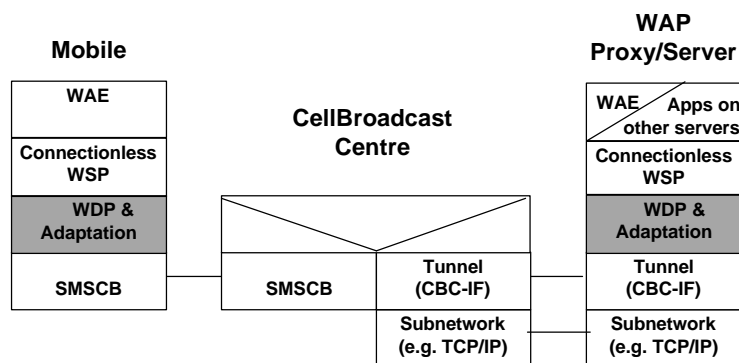 Mobile
WAE
Connectionless
WSP
WDP &
Adaptation
SMSCB
CellBroadcast
Centre
SMSCB
Tunnel
(CBC-IF)
Subnetwork
(e.g. TCP/IP)
WAP
Proxy/Server
WAE
Apps on
other servers
Connectionless
WSP
WDP &
Adaptation
Tunnel
(CBC-IF)
Subnetwork
(e.g. TCP/IP)